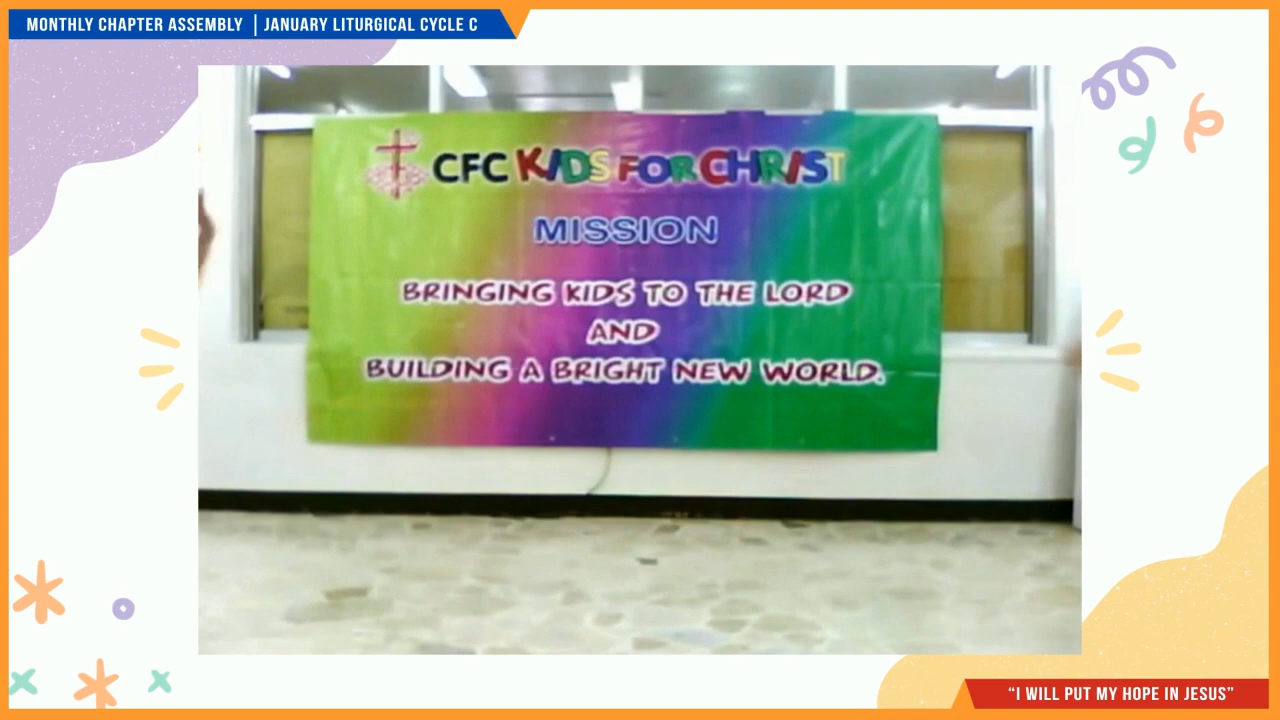 MONTHLY CHAPTER ASSEMBLY | JANUARY LITURGICAL CYCLE C
CFC KIDS FOR CHRIST
MISSION
BRINGING KIDS TO THE LORD
AND
BUILDING A BRIGHT NEW WORLD.
“I WILL PUT MY HOPE IN JESUS”